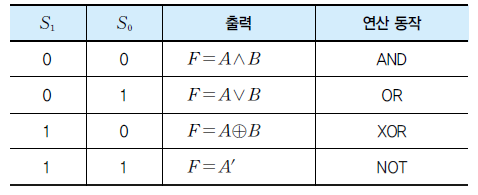 S₁ S₀ 출력 연산 동작
0 0 F=A∧B AND
0 1 F=A∨B OR
1 0 F=A⊕B XOR
1 1 F=A′ NOT